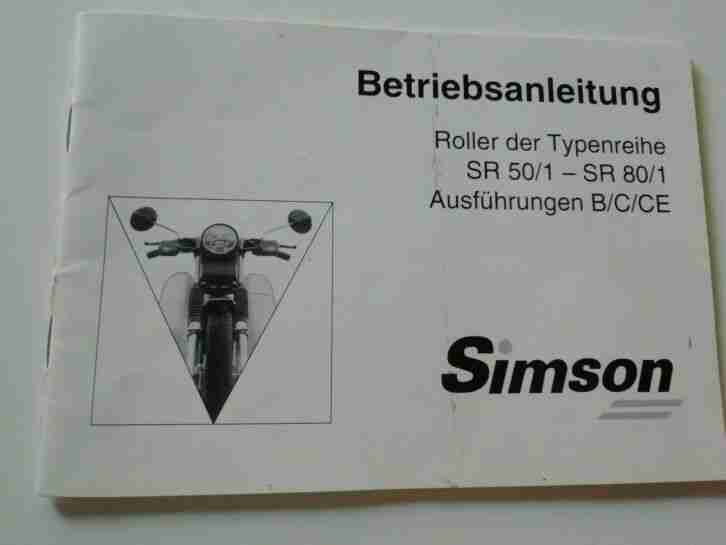 Betriebsanleitung
Roller der Typenreihe
SR 50/1 – SR 80/1
Ausführungen B/C/CE
Simson